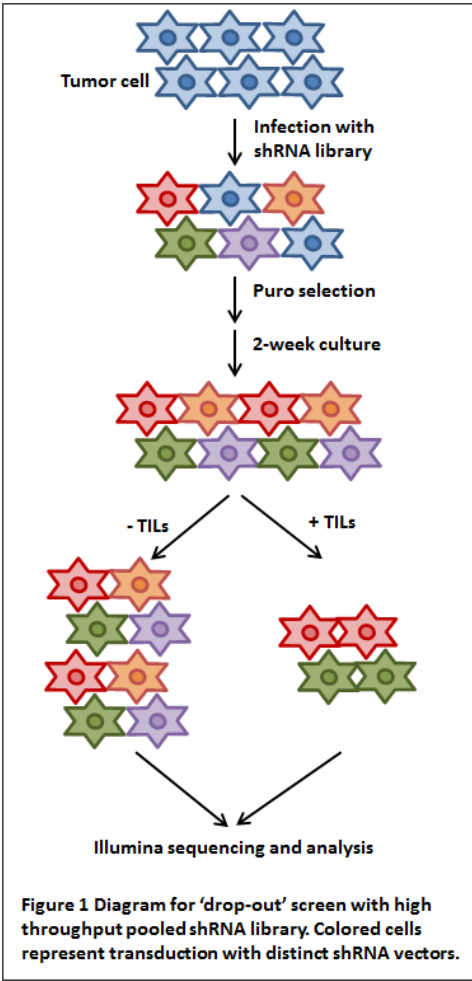 Tumor cell
Infection with
shRNA library
Puro selection
2-week culture
- TILs
+ TILs
Illumina sequencing and analysis
Figure 1 Diagram for ‘drop-out’ screen with high
throughput pooled shRNA library. Colored cells
represent transduction with distinct shRNA vectors.